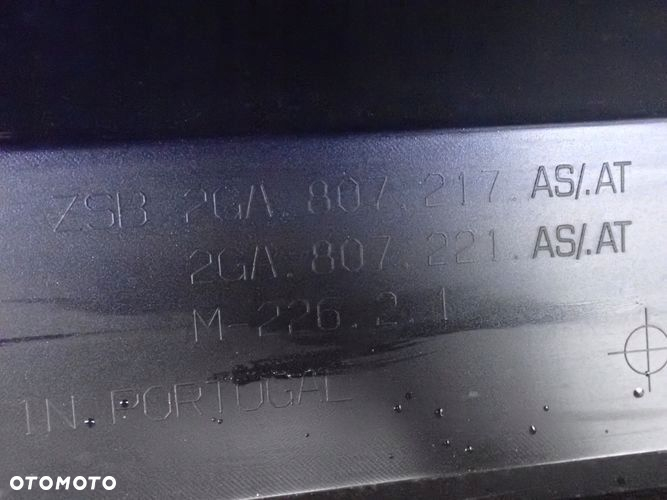 ZSB 2GA.807.217.AS/.AT
2GA.807.221.AS/.AT
M-226.2.1
IN PORTUGAL
OTOMOTO